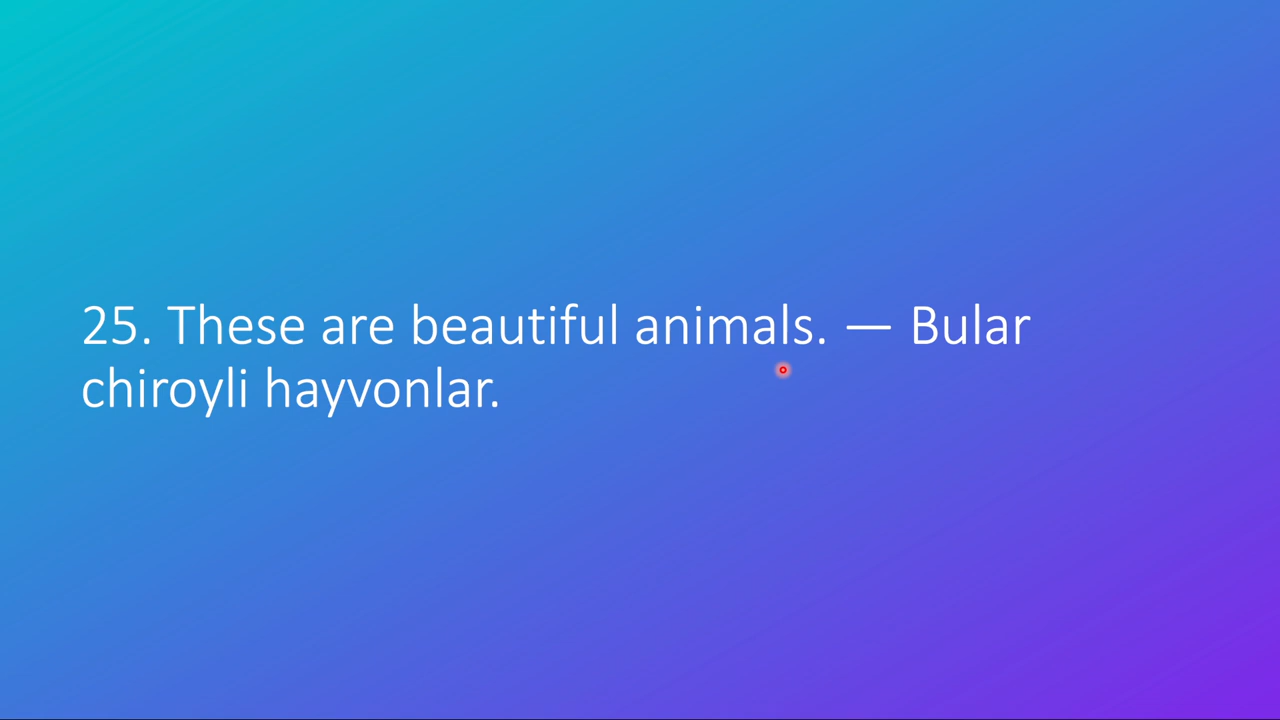 25. These are beautiful animals. — Bular
chiroyli hayvonlar.